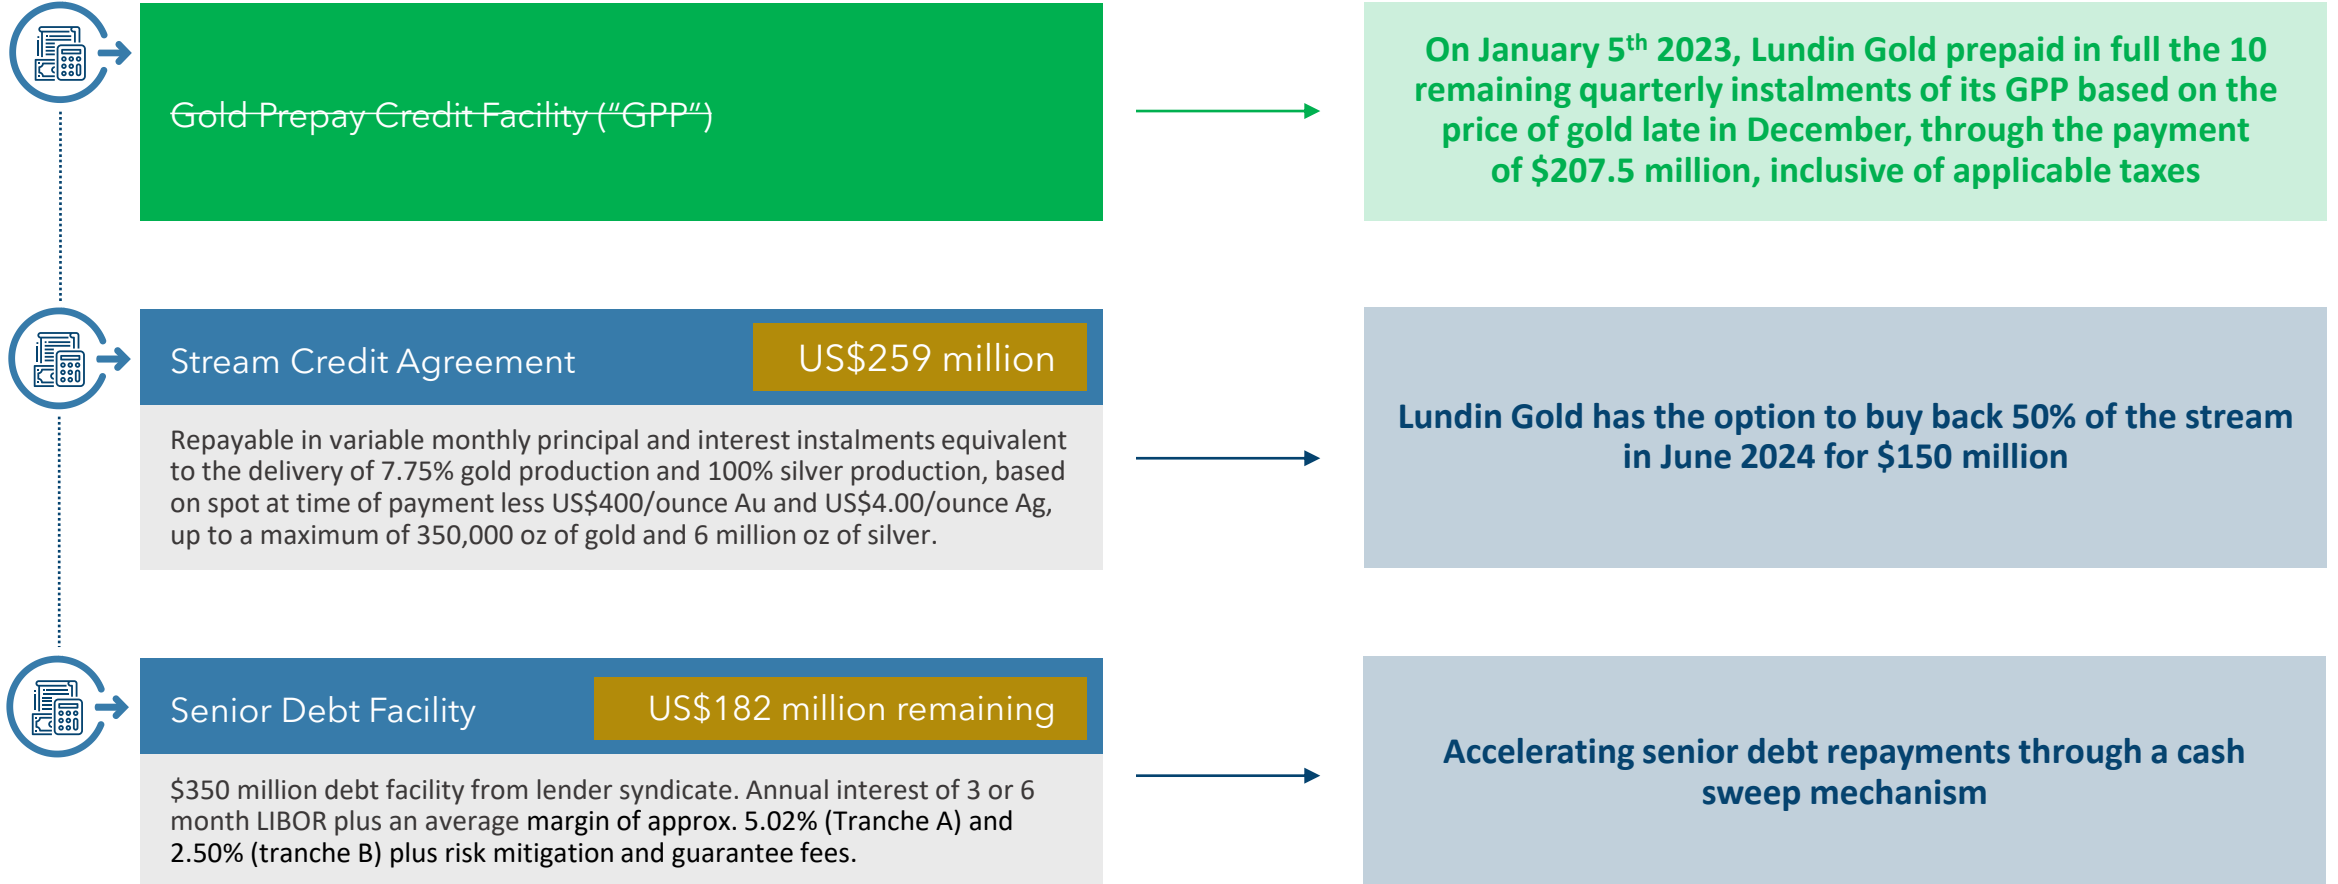 Gold Prepay Credit Facility (“GPP”)
On January 5th 2023, Lundin Gold prepaid in full the 10
remaining quarterly instalments of its GPP based on the
price of gold late in December, through the payment
of $207.5 million, inclusive of applicable taxes
Stream Credit Agreement
US$259 million
Repayable in variable monthly principal and interest instalments equivalent
to the delivery of 7.75% gold production and 100% silver production, based
on spot at time of payment less US$400/ounce Au and US$4.00/ounce Ag,
up to a maximum of 350,000 oz of gold and 6 million oz of silver.
Lundin Gold has the option to buy back 50% of the stream
in June 2024 for $150 million
Senior Debt Facility
US$182 million remaining
$350 million debt facility from lender syndicate. Annual interest of 3 or 6
month LIBOR plus an average margin of approx. 5.02% (Tranche A) and
2.50% (tranche B) plus risk mitigation and guarantee fees.
Accelerating senior debt repayments through a cash
sweep mechanism